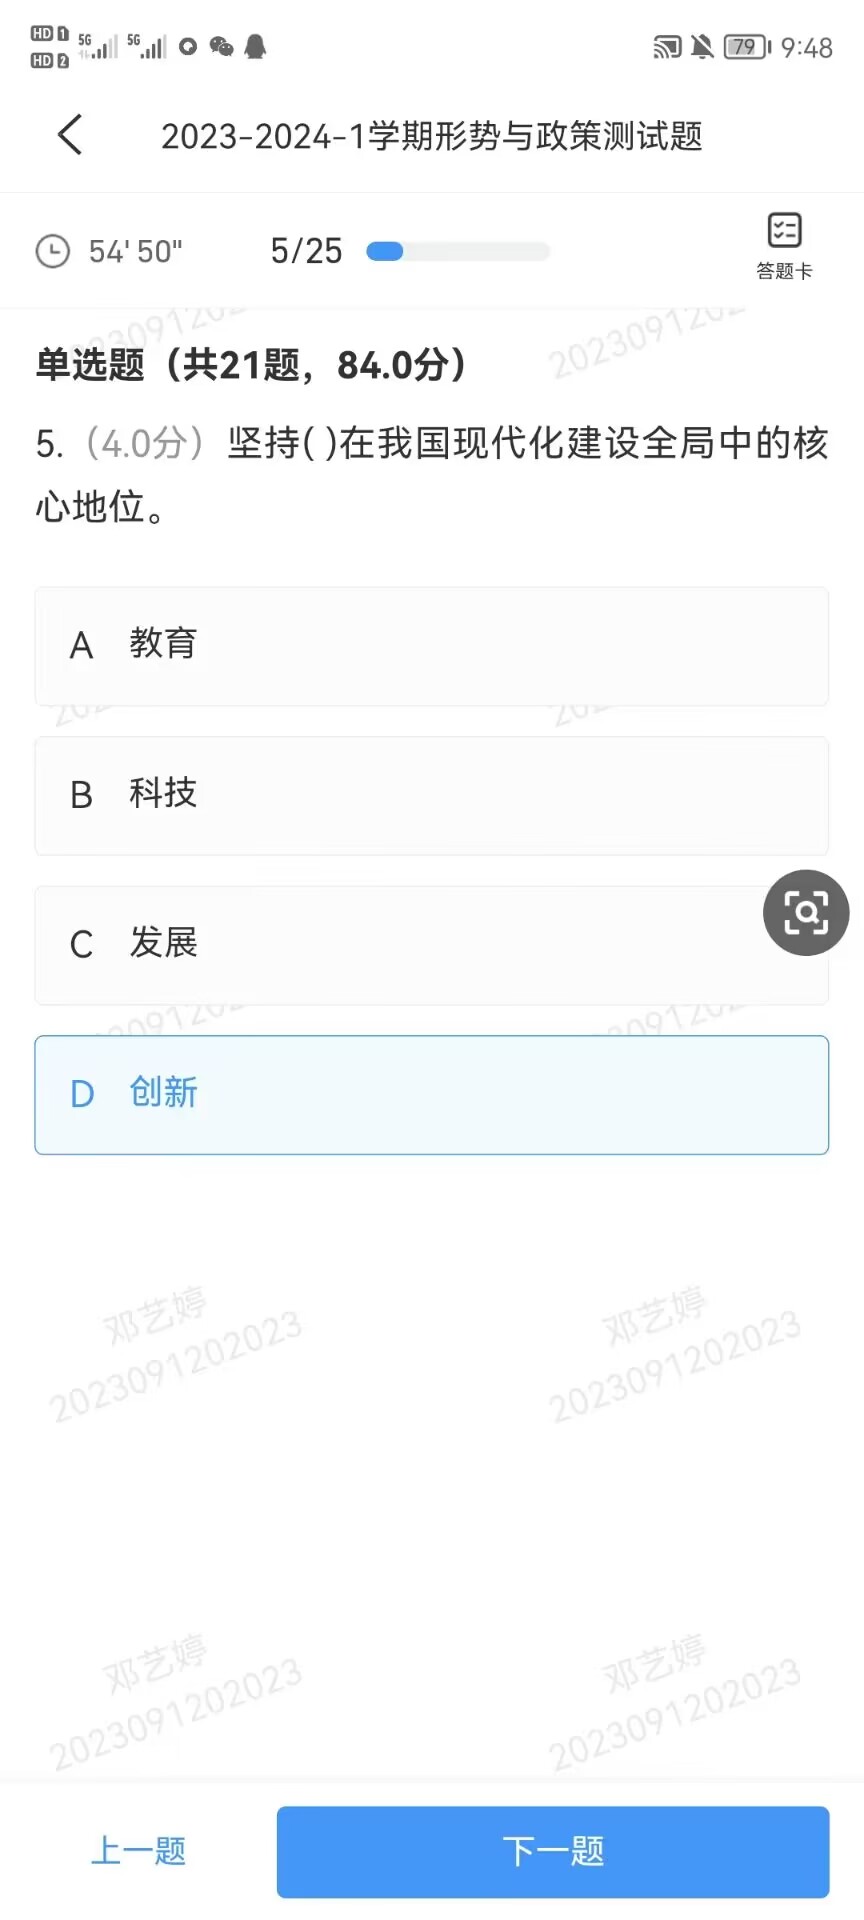 HD 1 5G 5G 79 9:48
HD 2
2023-2024-1学期形势与政策测试题
54'50" 5/25
答题卡
单选题（共21题，84.0分）
5.（4.0分）坚持( )在我国现代化建设全局中的核
心地位。
A 教育
B 科技
C 发展
D 创新
邓艺婷 邓艺婷
2023091202023 2023091202023
邓艺婷 邓艺婷
2023091202023 2023091202023
上一题 下一题